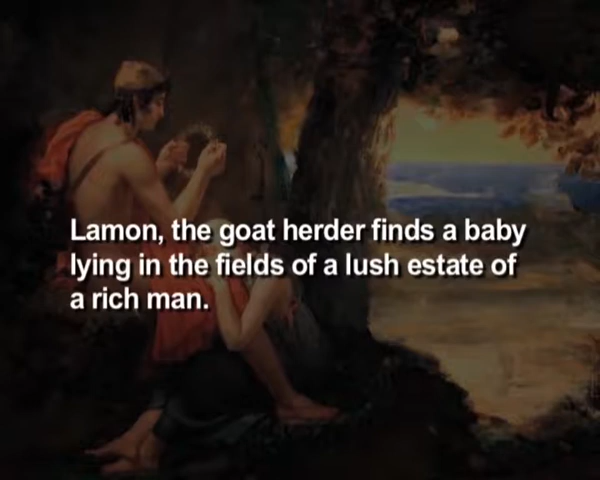 Lamon, the goat herder finds a baby
lying in the fields of a lush estate of
a rich man.